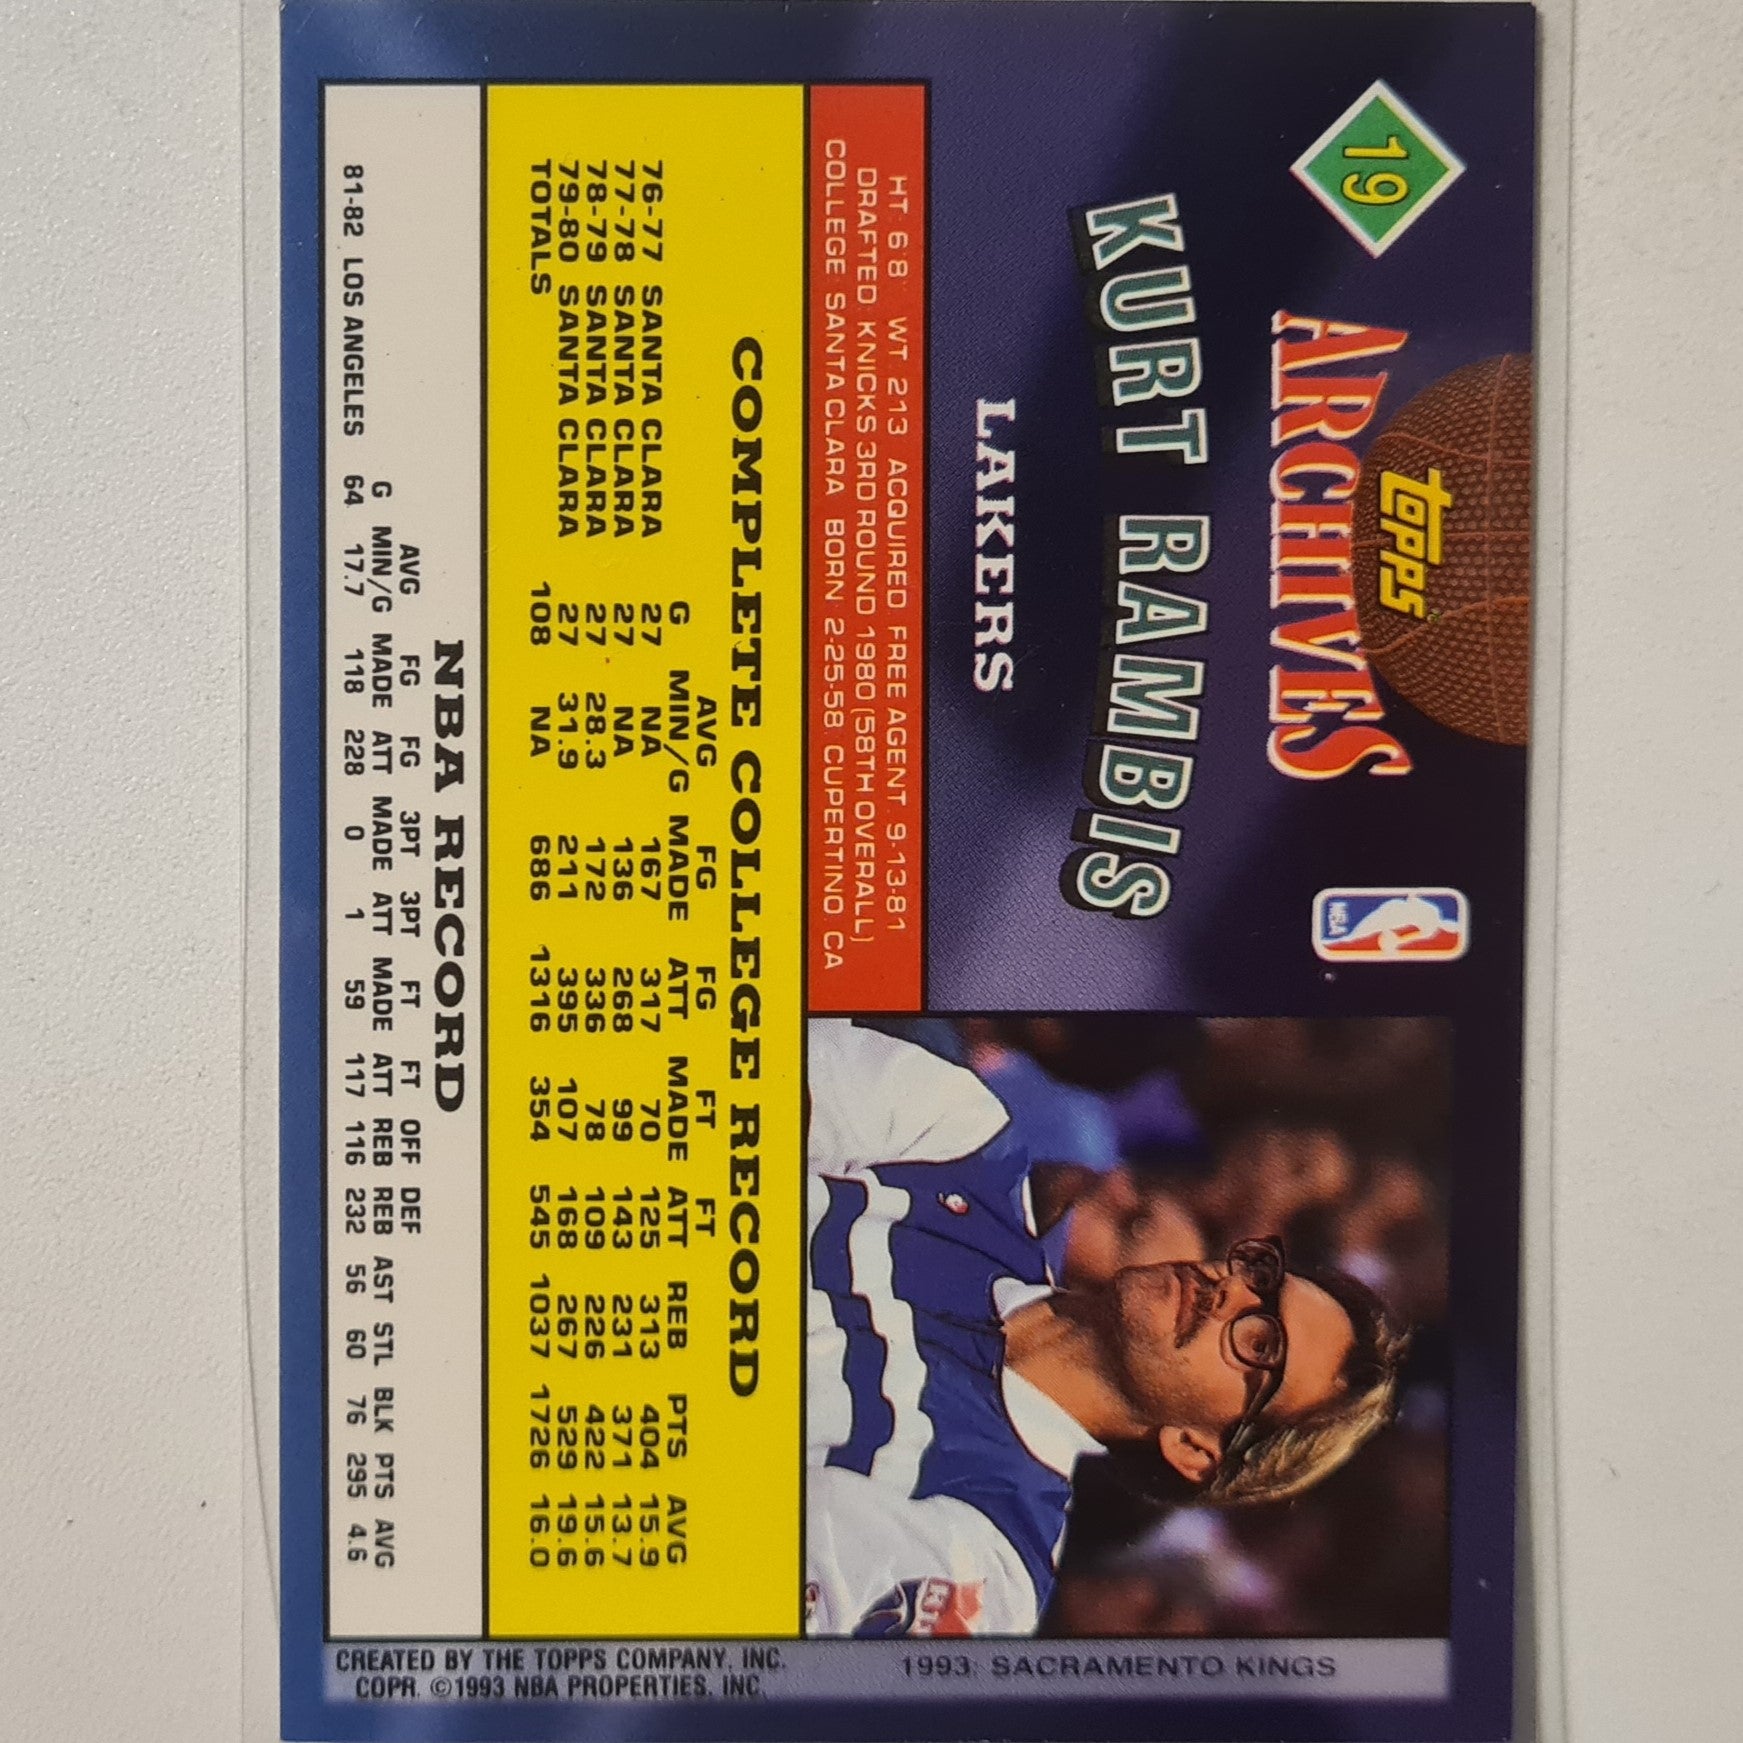 19
ARCHIVES
Topps
NBA
KURT RAMBIS
LAKERS
HT. 6'8" WT. 213 ACQUIRED: FREE AGENT, 9-13-81
DRAFTED: KNICKS 3RD ROUND, 1980 (58TH OVERALL)
COLLEGE: SANTA CLARA BORN: 2-25-58, CUPERTINO, CA
COMPLETE COLLEGE RECORD
AVG FG FG FT FT
G MIN/G MADE ATT MADE ATT REB PTS AVG
76-77 SANTA CLARA 27 NA 167 317 70 125 313 404 15.9
77-78 SANTA CLARA 27 NA 136 268 99 143 231 371 13.7
78-79 SANTA CLARA 27 28.3 172 336 78 109 226 422 15.6
79-80 SANTA CLARA 27 31.9 211 395 107 168 267 529 19.6
TOTALS 108 NA 686 1316 354 545 1037 1726 16.0
NBA RECORD
AVG FG FG 3PT 3PT FT FT OFF DEF
G MIN/G MADE ATT MADE ATT MADE ATT REB REB AST STL BLK PTS AVG
81-82 LOS ANGELES 64 17.7 118 228 0 1 59 117 116 232 56 60 76 295 4.6
1993: SACRAMENTO KINGS
CREATED BY THE TOPPS COMPANY, INC.
COPR. ©1993 NBA PROPERTIES, INC.